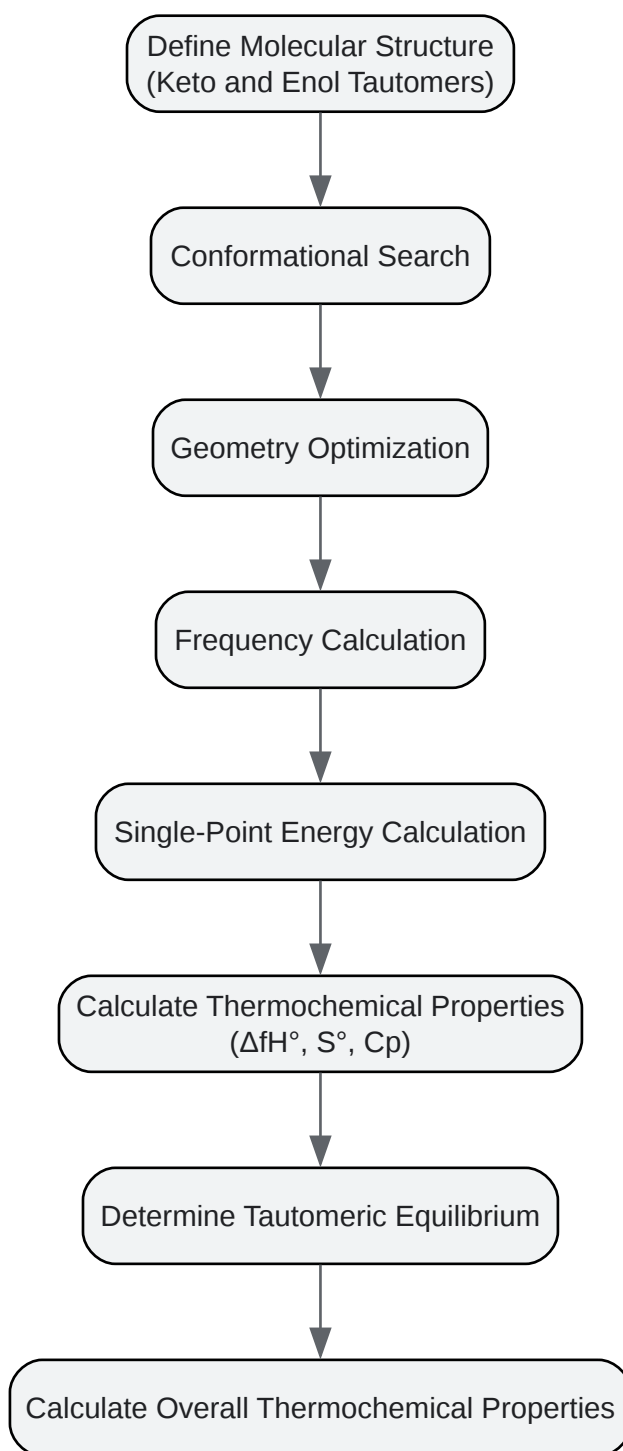 Define Molecular Structure
(Keto and Enol Tautomers)
Conformational Search
Geometry Optimization
Frequency Calculation
Single-Point Energy Calculation
Calculate Thermochemical Properties
(ΔfH°, S°, Cp)
Determine Tautomeric Equilibrium
Calculate Overall Thermochemical Properties